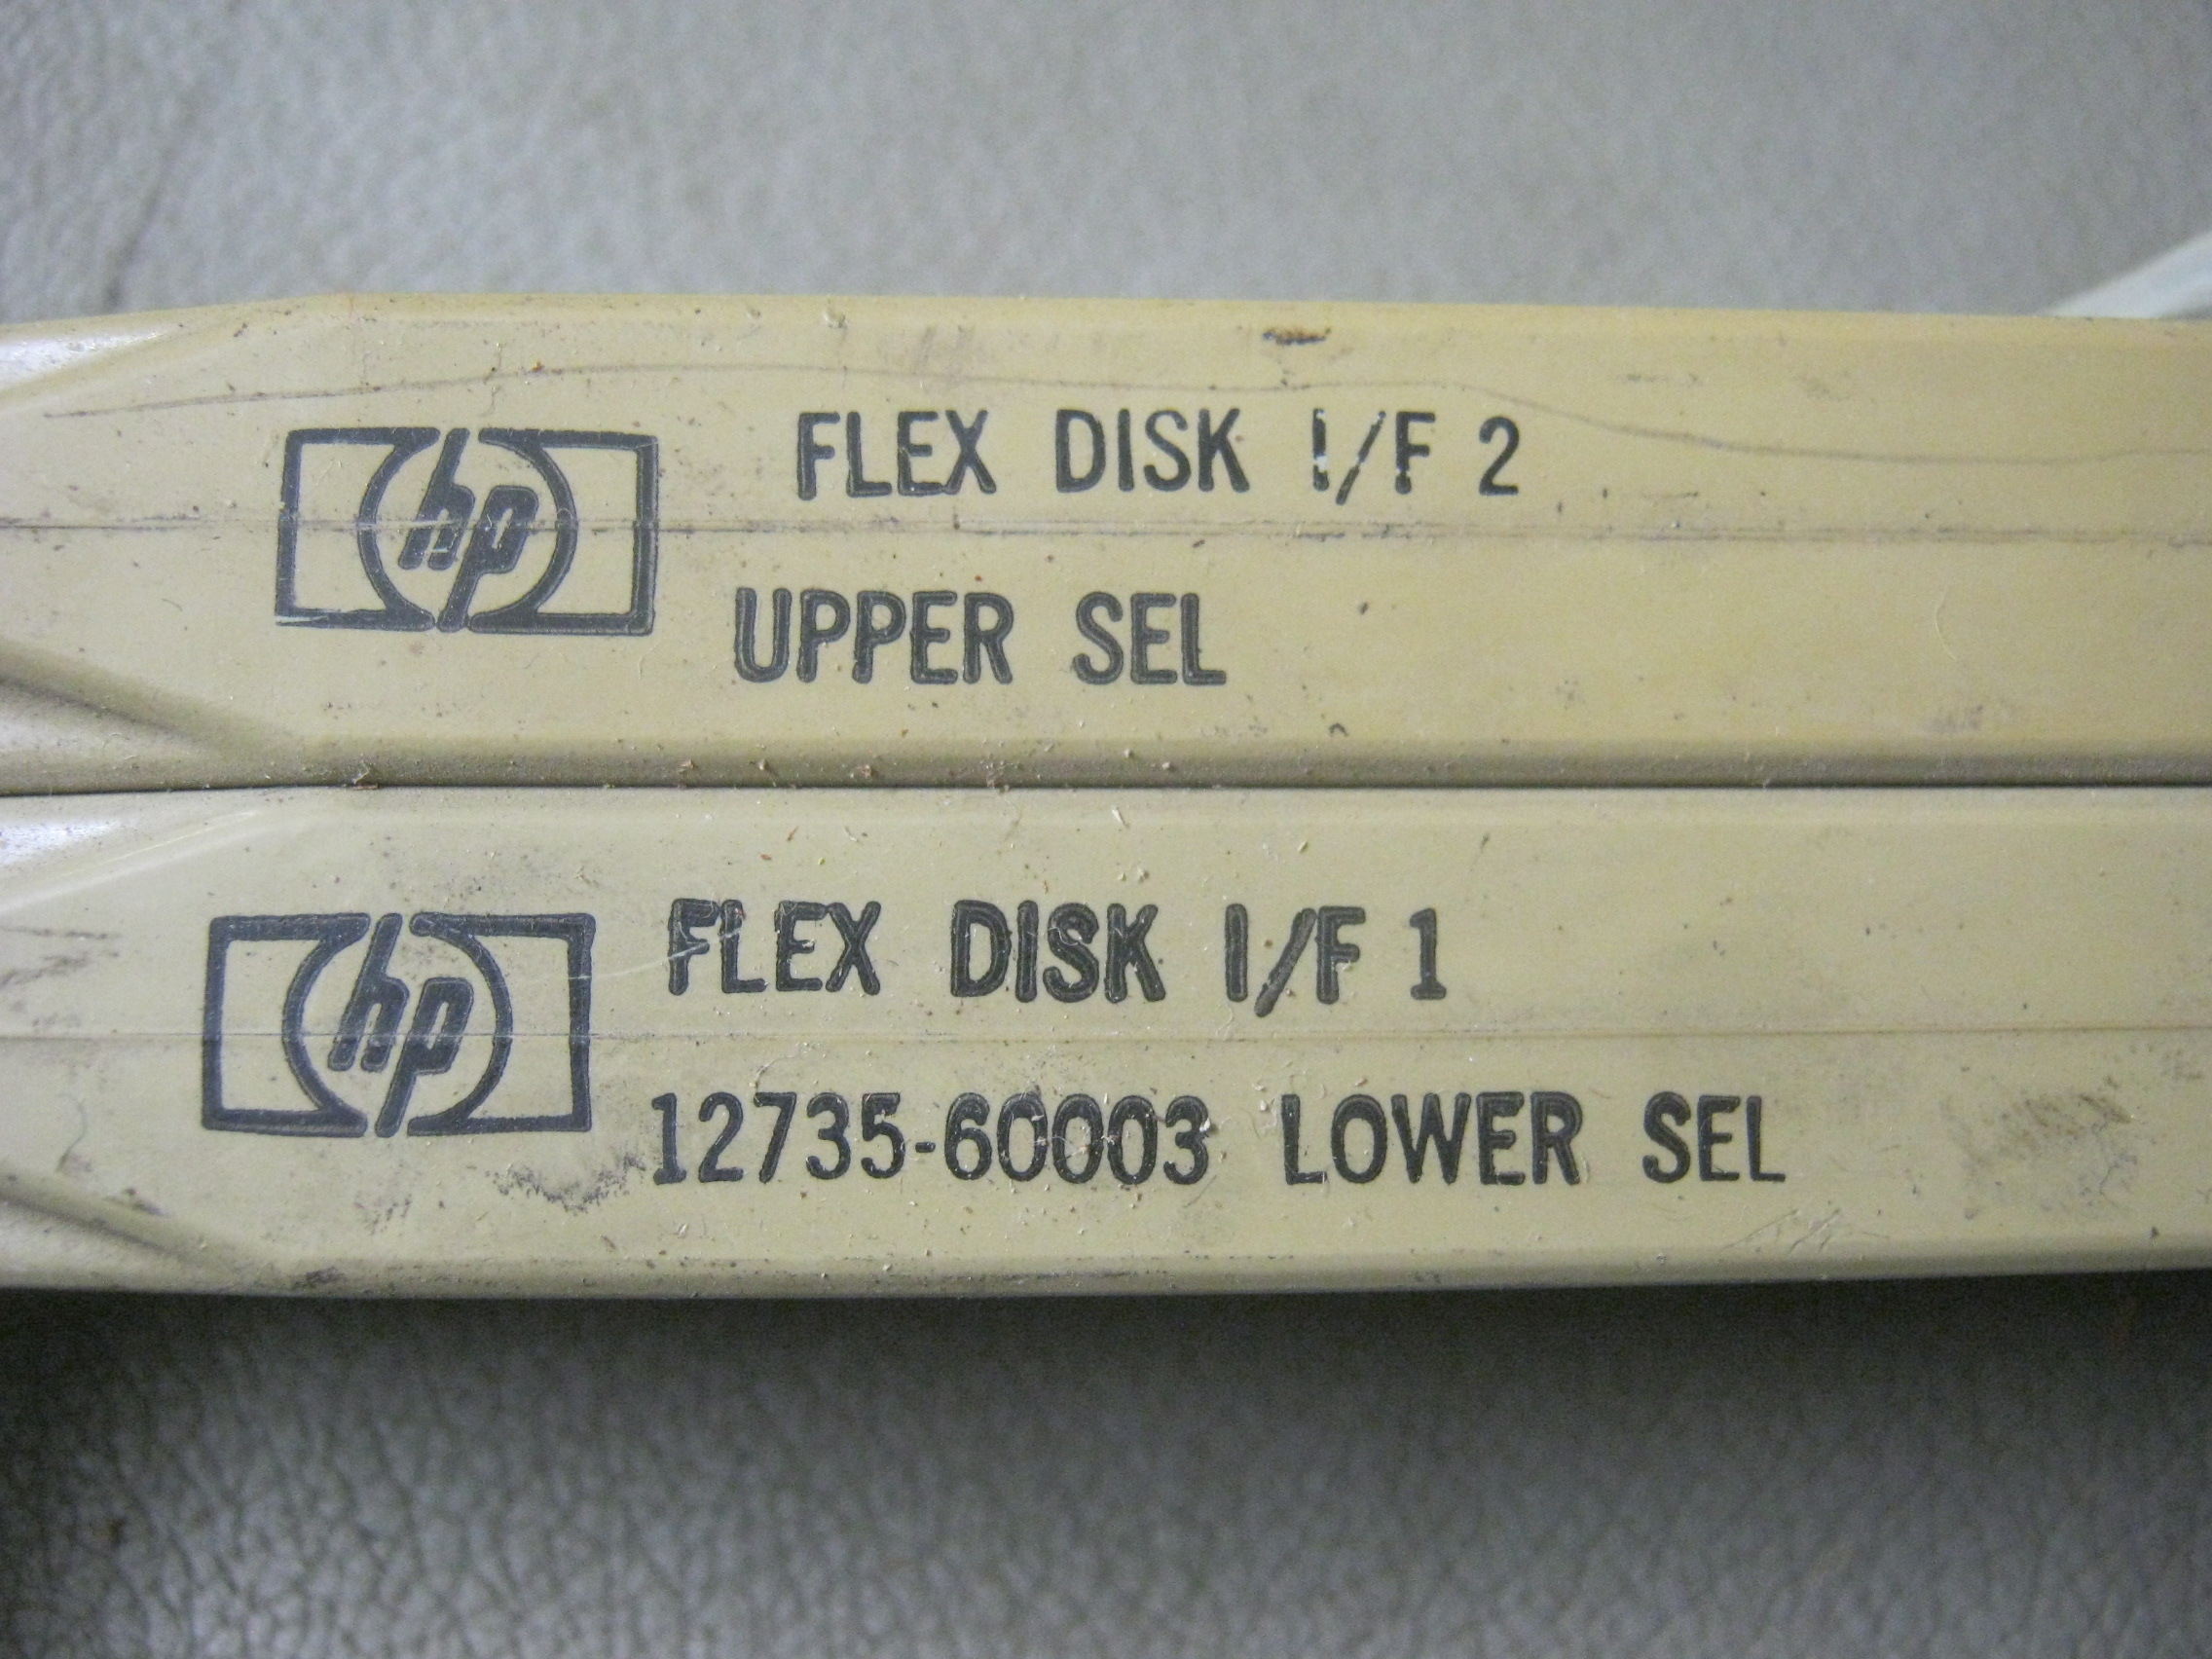 hp FLEX DISK I/F 2
UPPER SEL
hp FLEX DISK I/F 1
12735-60003 LOWER SEL